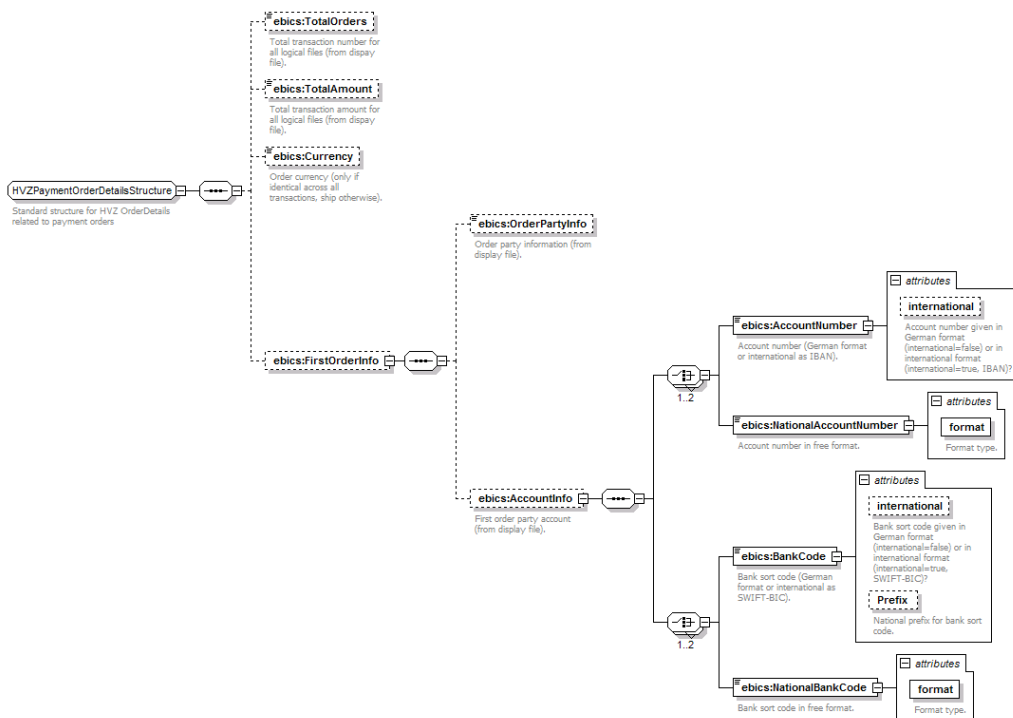 ebics:TotalOrders
Total transaction number for
all logical files (from dispay
file).
ebics:TotalAmount
Total transaction amount for
all logical files (from dispay
file).
ebics:Currency
Order currency (only if
identical across all
transactions, ship otherwise).
HVZPaymentOrderDetailsStructure
Standard structure for HVZ OrderDetails
related to payment orders
ebics:FirstOrderInfo
ebics:OrderPartyInfo
Order party information (from
display file).
ebics:AccountInfo
First order party account
(from display file).
1..2
ebics:AccountNumber
Account number (German
format or international as IBAN).
attributes
international
Account number given in
German format
(international=false) or in
international format
(international=true, IBAN)?
ebics:NationalAccountNumber
Account number in free format.
attributes
format
Format type.
1..2
ebics:BankCode
Bank sort code (German
format or international as
SWIFT-BIC).
attributes
international
Bank sort code given in
German format
(international=false) or in
international format
(international=true,
SWIFT-BIC)?
Prefix
National prefix for bank sort
code.
ebics:NationalBankCode
Bank sort code in free format.
attributes
format
Format type.